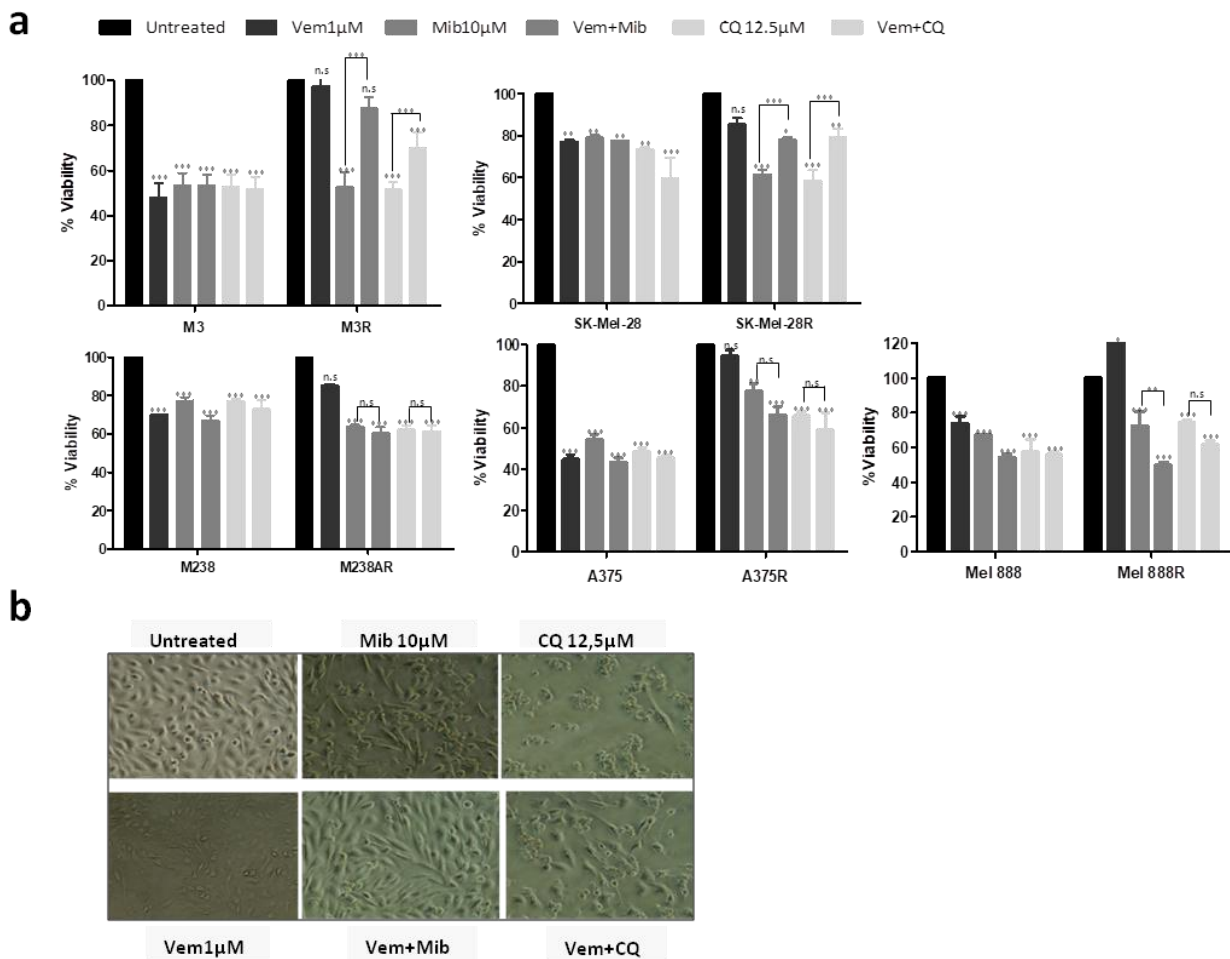 a
Untreated Vem1µM Mib10µM Vem+Mib CQ 12.5µM Vem+CQ
% Viability
100
80
60
40
20
0
*** *** *** *** ***
n.s *** *** n.s *** *** ***
M3 M3R
% Viability
100
80
60
40
20
0
** ** ** ** ***
n.s *** *** * *** *** **
SK-Mel-28 SK-Mel-28R
% Viability
100
80
60
40
20
0
*** *** *** *** ***
n.s *** n.s *** *** n.s ***
M238 M238AR
% Viability
100
80
60
40
20
0
*** *** *** *** ***
n.s ** n.s *** *** n.s ***
A375 A375R
% Viability
120
100
80
60
40
20
0
*** *** *** *** ***
* *** ** *** *** n.s ***
Mel 888 Mel 888R
b
Untreated Mib 10µM CQ 12,5µM
Vem1µM Vem+Mib Vem+CQ